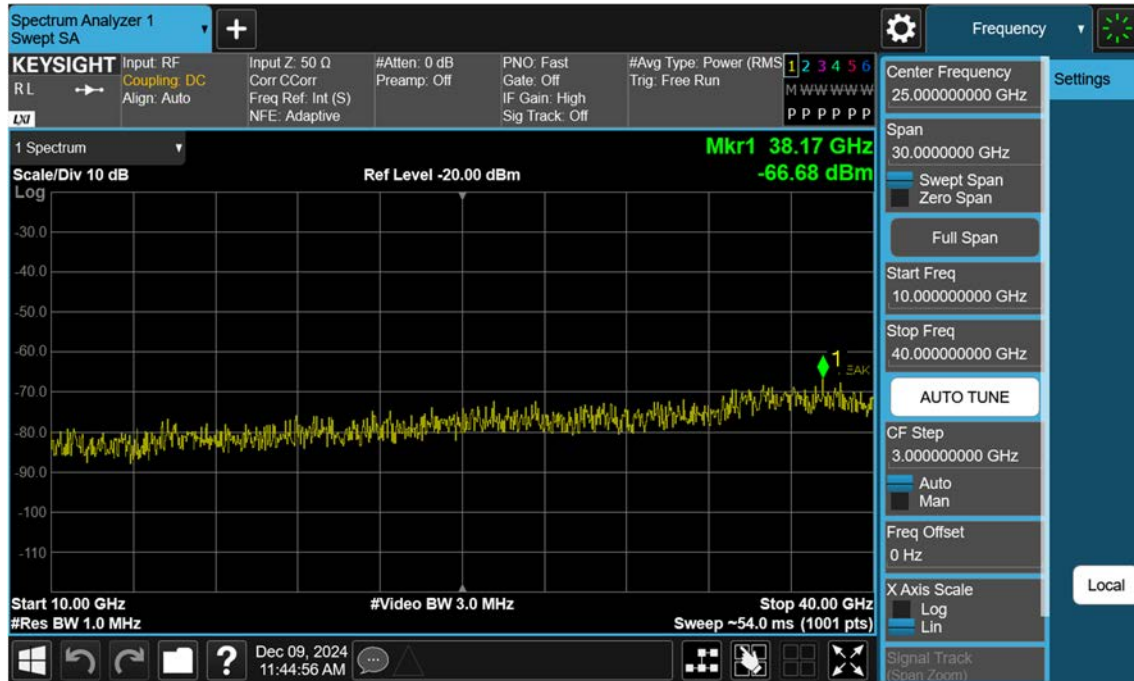 Spectrum Analyzer 1
Swept SA
Frequency
KEYSIGHT
R L
LXI
Input: RF
Coupling: DC
Align: Auto
Input Z: 50 Ω
Corr CCorr
Freq Ref: Int (S)
NFE: Adaptive
#Atten: 0 dB
Preamp: Off
PNO: Fast
Gate: Off
IF Gain: High
Sig Track: Off
#Avg Type: Power (RMS
Trig: Free Run
1 2 3 4 5 6
M W W W W W
P P P P P P
1 Spectrum
Scale/Div 10 dB
Ref Level -20.00 dBm
Mkr1 38.17 GHz
-66.68 dBm
Log
-30.0
-40.0
-50.0
-60.0
-70.0
-80.0
-90.0
-100
-110
1
EAK
Start 10.00 GHz
#Res BW 1.0 MHz
#Video BW 3.0 MHz
Stop 40.00 GHz
Sweep ~54.0 ms (1001 pts)
Dec 09, 2024
11:44:56 AM
Center Frequency
25.000000000 GHz
Span
30.0000000 GHz
Swept Span
Zero Span
Full Span
Start Freq
10.000000000 GHz
Stop Freq
40.000000000 GHz
AUTO TUNE
CF Step
3.000000000 GHz
Auto
Man
Freq Offset
0 Hz
X Axis Scale
Log
Lin
Signal Track
(Span Zoom)
Settings
Local